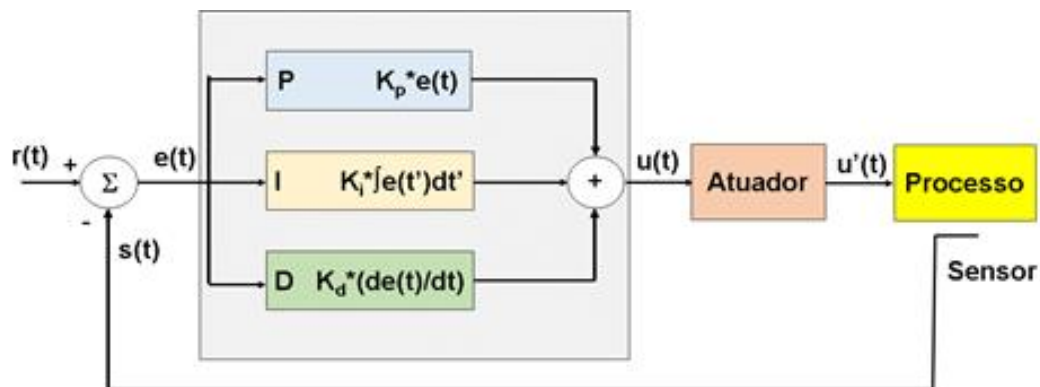 P K_p*e(t)
r(t) + Σ - e(t)
I K_i*∫e(t')dt'
+
u(t)
Atuador
u'(t)
Processo
s(t)
D K_d*(de(t)/dt)
Sensor